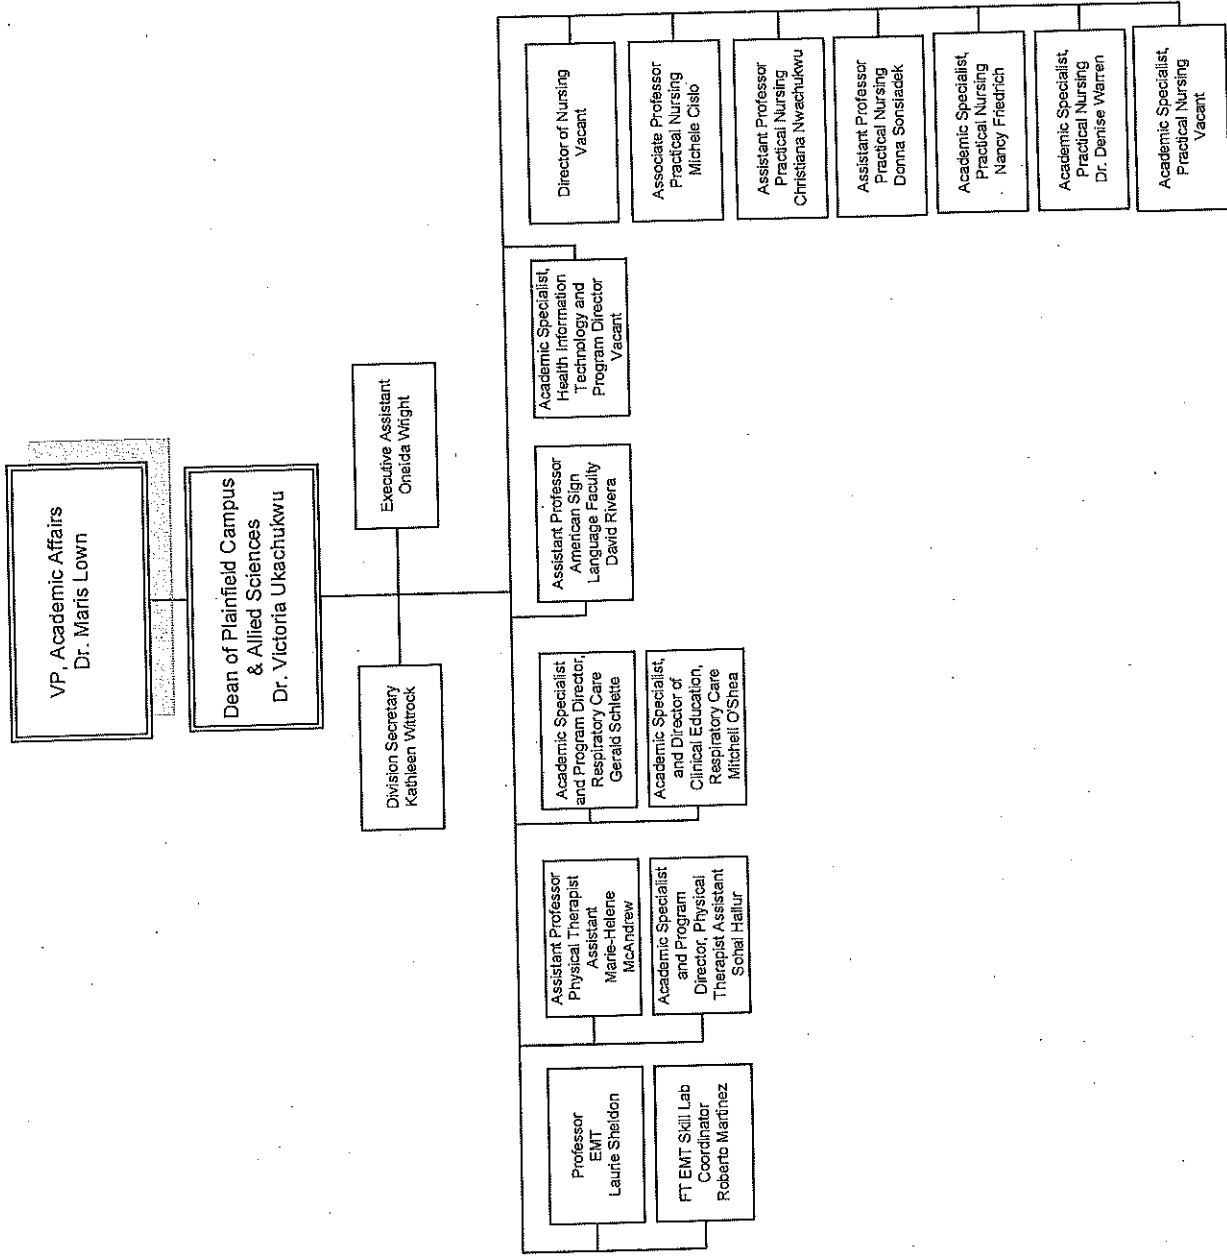 VP, Academic Affairs
Dr. Maris Lown
Dean of Plainfield Campus
& Allied Sciences
Dr. Victoria Ukachukwu
Division Secretary
Kathleen Wittrock
Executive Assistant
Oneida Wright
Professor
EMT
Laurie Sheldon
FT EMT Skill Lab
Coordinator
Roberto Martinez
Assistant Professor
Physical Therapist
Assistant
Marie-Helene
McAndrew
Academic Specialist
and Program
Director, Physical
Therapist Assistant
Sohal Hallur
Academic Specialist
and Program Director,
Respiratory Care
Gerald Schlette
Academic Specialist,
and Director of
Clinical Education,
Respiratory Care
Mitchell O'Shea
Assistant Professor
American Sign
Language Faculty
David Rivera
Academic Specialist,
Health Information
Technology and
Program Director
Vacant
Director of Nursing
Vacant
Associate Professor
Practical Nursing
Michele Cislo
Assistant Professor
Practical Nursing
Christiana Nwachukwu
Assistant Professor
Practical Nursing
Donna Sonsiadek
Academic Specialist,
Practical Nursing
Nancy Friedrich
Academic Specialist,
Practical Nursing
Dr. Denise Warren
Academic Specialist,
Practical Nursing
Vacant